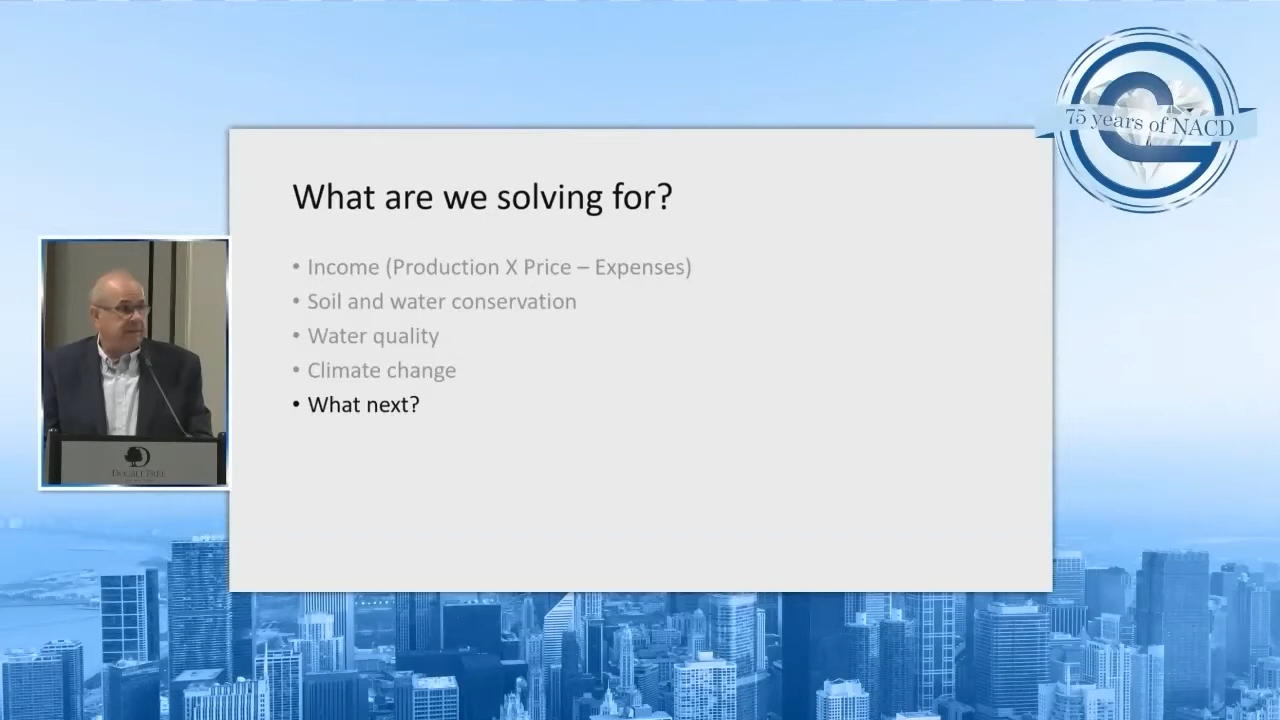 75 years of NACD
What are we solving for?
• Income (Production X Price – Expenses)
• Soil and water conservation
• Water quality
• Climate change
• What next?
DOUBLETREE